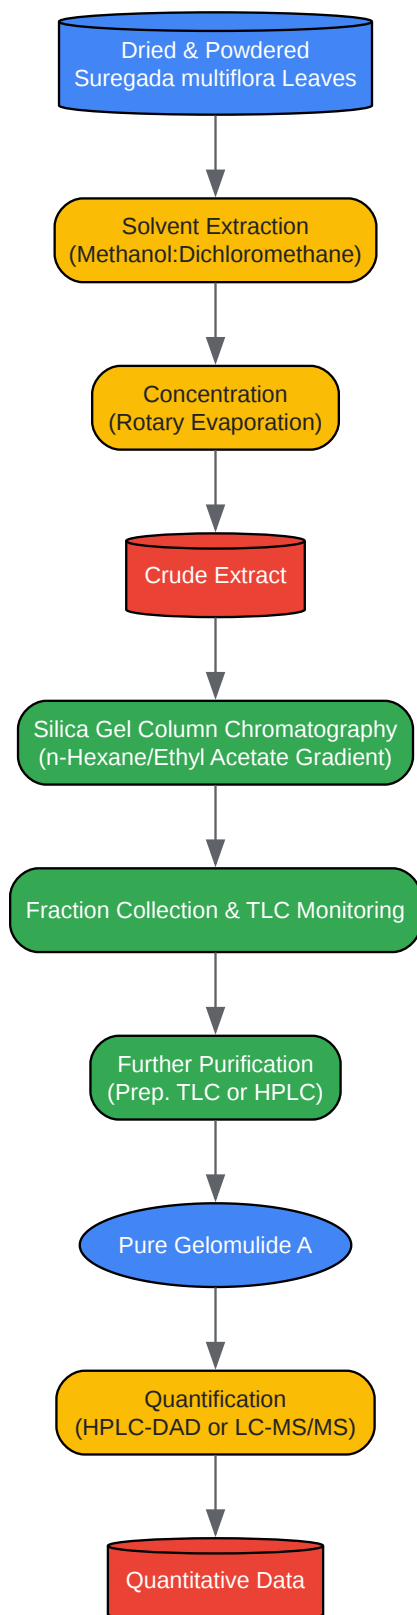 Dried & Powdered
Suregada multiflora Leaves
Solvent Extraction
(Methanol:Dichloromethane)
Concentration
(Rotary Evaporation)
Crude Extract
Silica Gel Column Chromatography
(n-Hexane/Ethyl Acetate Gradient)
Fraction Collection & TLC Monitoring
Further Purification
(Prep. TLC or HPLC)
Pure Gelomulide A
Quantification
(HPLC-DAD or LC-MS/MS)
Quantitative Data